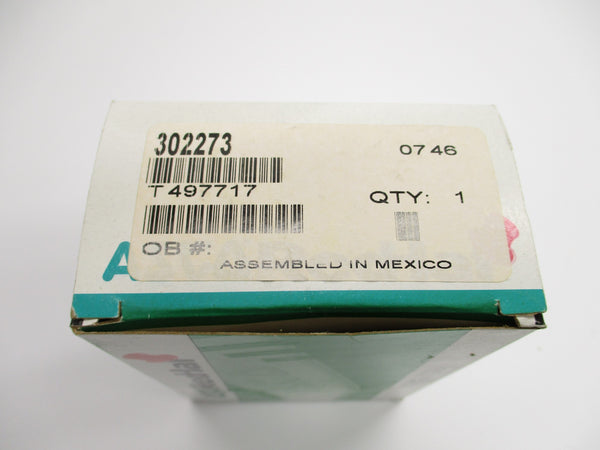 302273
0746
T497717
QTY: 1
OB #:
ASSEMBLED IN MEXICO